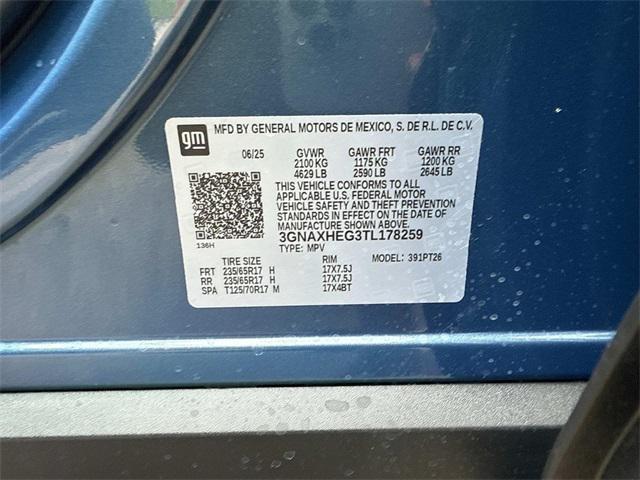 gm
MFD BY GENERAL MOTORS DE MEXICO, S. DE R.L. DE C.V.
06/25 GVWR GAWR FRT GAWR RR
2100 KG 1175 KG 1200 KG
4629 LB 2590 LB 2645 LB
THIS VEHICLE CONFORMS TO ALL
APPLICABLE U.S. FEDERAL MOTOR
VEHICLE SAFETY AND THEFT PREVENTION
STANDARDS IN EFFECT ON THE DATE OF
MANUFACTURE SHOWN ABOVE.
136H 3GNAXHEG3TL178259
TYPE: MPV MODEL: 391PT26
TIRE SIZE RIM
FRT 235/65R17 H 17X7.5J
RR 235/65R17 H 17X7.5J
SPA T125/70R17 M 17X4BT